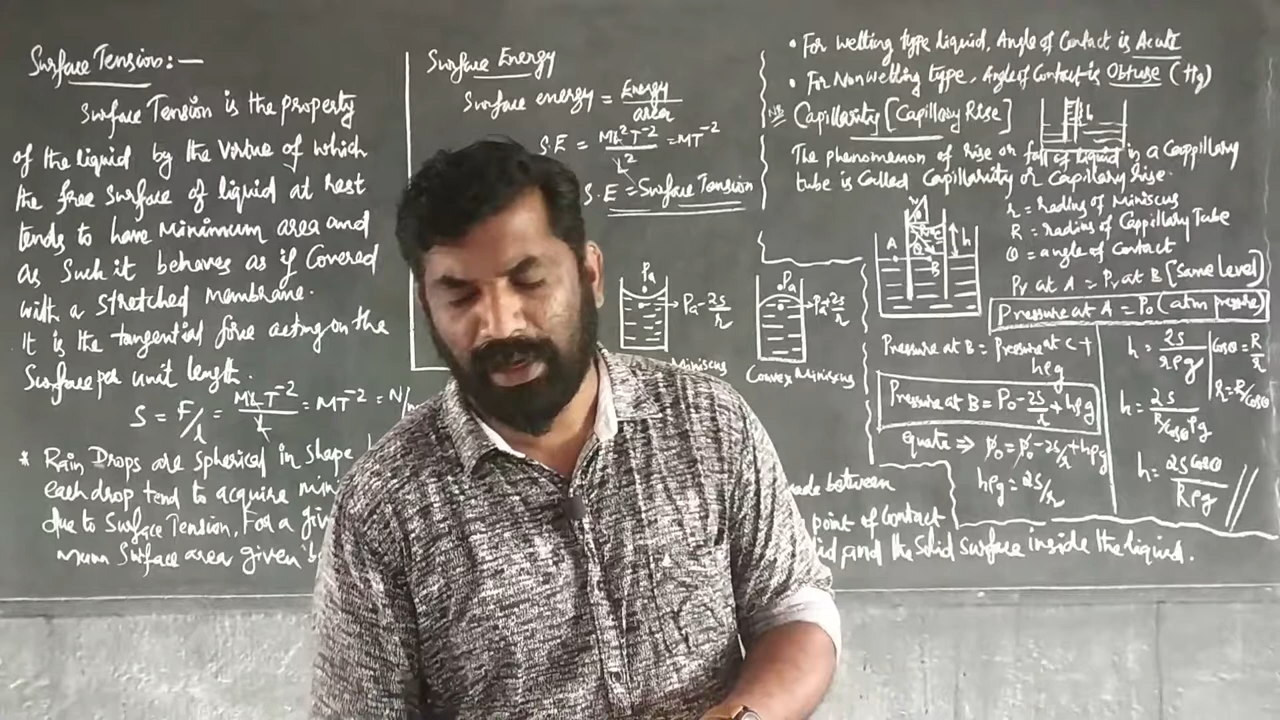 Surface Tension:—
Surface Tension is the property
of the liquid by the virtue of which
the free surface of liquid at rest
tends to have Minimum area and
as such it behaves as if Covered
with a stretched membrane.
It is the tangential force acting on the
Surface per unit length.
S = F/l = MLT⁻²/L = MT⁻² = N/
* Rain Drops are spherical in shape
each drop tend to acquire min
due to Surface Tension. For a giv
mum Surface area given
Surface Energy
Surface energy = Energy/area
S.E = ML²T⁻²/L² = MT⁻²
S.E = Surface Tension
Pa
Pa - 2s/r
Miniscus
Pa
Pa + 2s/r
Convex Miniscus
made between
point of Contact
and the Solid surface inside the liquid.
• For wetting type liquid, Angle of Contact is Acute
• For Nonwetting type, Angle of Contact is Obtuse (Hg)
NB Capillarity [Capillary Rise]
h
The phenomenon of rise or fall of liquid in a Cappillary
tube is called Capillarity or Capillary Rise.
r = radius of Miniscus
R = radius of Cappillary Tube
θ = angle of Contact
A
B
h
Pr at A = Pr at B [Same level]
Pressure at A = P₀ (atm pressure)
Pressure at B = Pressure at C + hρg
Pressure at B = P₀ - 2s/r + hρg
quate ⇒ P₀ = P₀ - 2s/r + hρg
hρg = 2s/r
h = 2s/rρg
h = 2s/R/cosθ ρg
h = 2s cosθ/Rρg
cosθ = R/r
r = R/cosθ